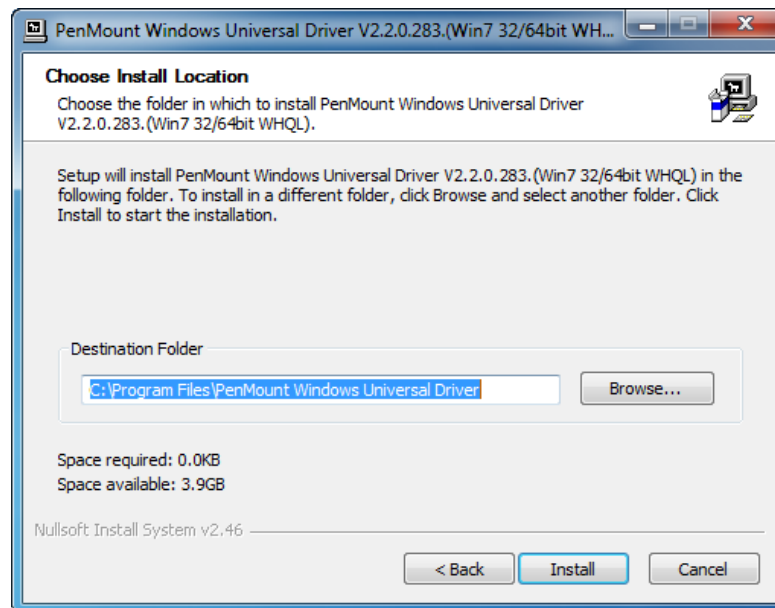 PenMount Windows Universal Driver V2.2.0.283.(Win7 32/64bit WH...
Choose Install Location
Choose the folder in which to install PenMount Windows Universal Driver
V2.2.0.283.(Win7 32/64bit WHQL).
Setup will install PenMount Windows Universal Driver V2.2.0.283.(Win7 32/64bit WHQL) in the
following folder. To install in a different folder, click Browse and select another folder. Click
Install to start the installation.
Destination Folder
C:\Program Files\PenMount Windows Universal Driver
Browse...
Space required: 0.0KB
Space available: 3.9GB
Nullsoft Install System v2.46
< Back
Install
Cancel